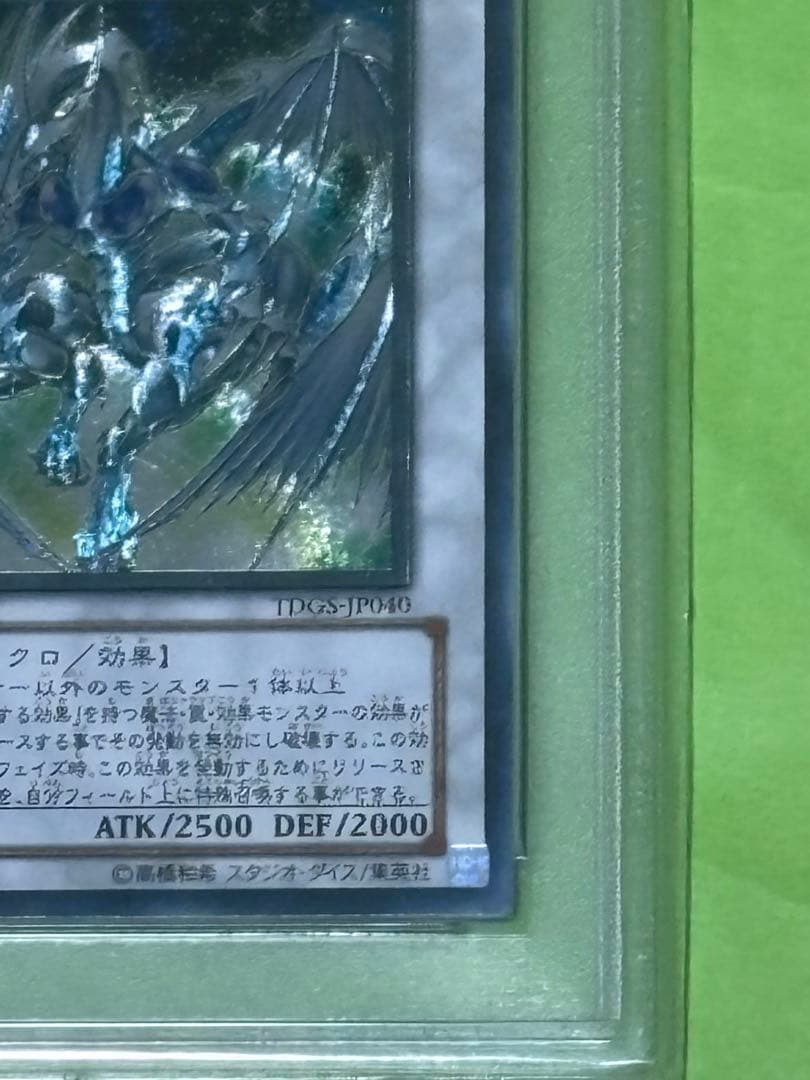 TDGS-JP040
クロ/効果】
ー以外のモンスター1体以上
する効果』を持つ魔法・罠・効果モンスターの効果が
ースする事でその発動を無効にし破壊する。この効
フェイズ時、この効果を発動するためにリリースさ
を、自分フィールド上に特殊召喚する事ができる。
ATK/2500 DEF/2000
©高橋和希 スタジオ・ダイス/集英社